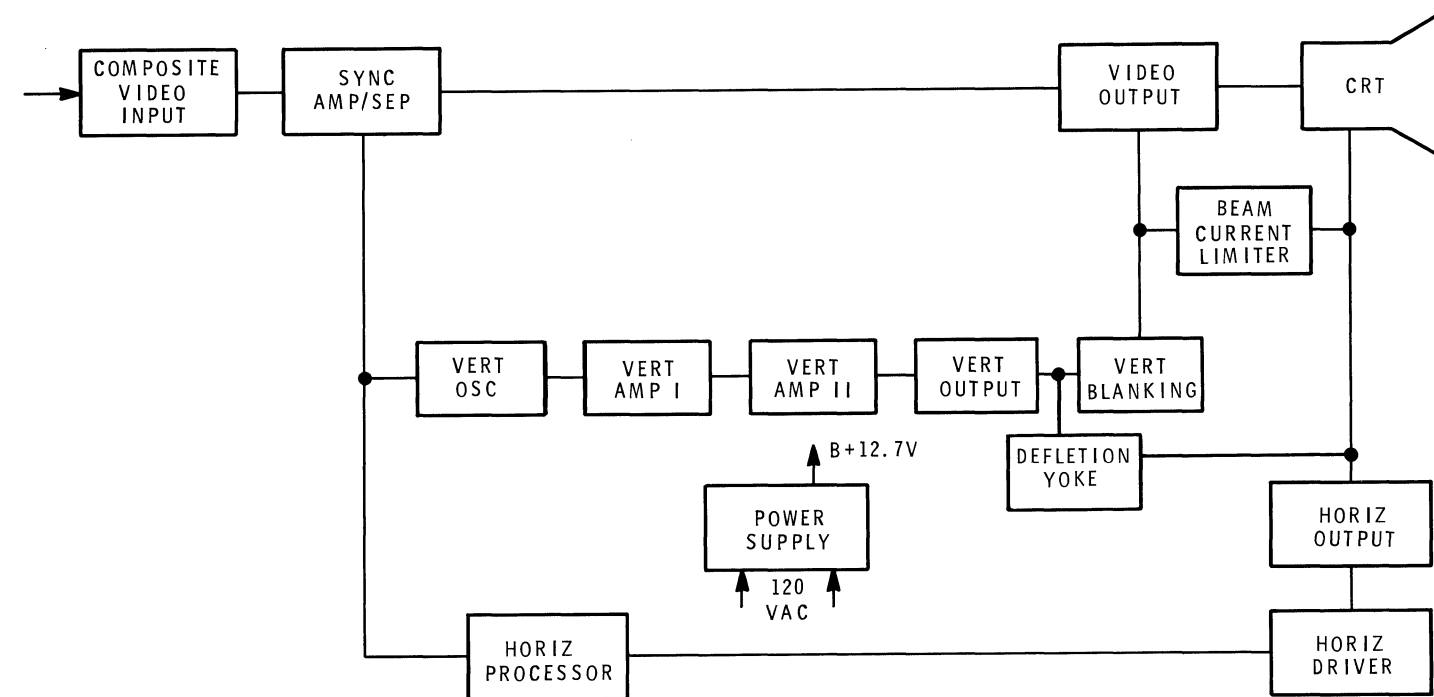 COMPOSITE
VIDEO
INPUT
SYNC
AMP/SEP
VIDEO
OUTPUT
CRT
BEAM
CURRENT
LIMITER
VERT
OSC
VERT
AMP I
VERT
AMP II
VERT
OUTPUT
VERT
BLANKING
B+12.7V
DEFLETION
YOKE
POWER
SUPPLY
120
VAC
HORIZ
OUTPUT
HORIZ
PROCESSOR
HORIZ
DRIVER